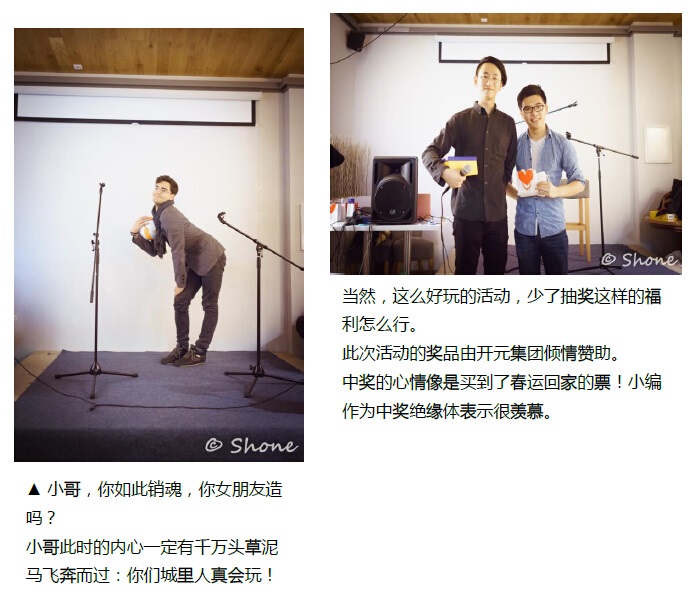 © Shone
▲ 小哥，你如此销魂，你女朋友造
吗？
小哥此时的内心一定有千万头草泥
马飞奔而过：你们城里人真会玩！
© Shone
当然，这么好玩的活动，少了抽奖这样的福
利怎么行。
此次活动的奖品由开元集团倾情赞助。
中奖的心情像是买到了春运回家的票！小编
作为中奖绝缘体表示很羡慕。